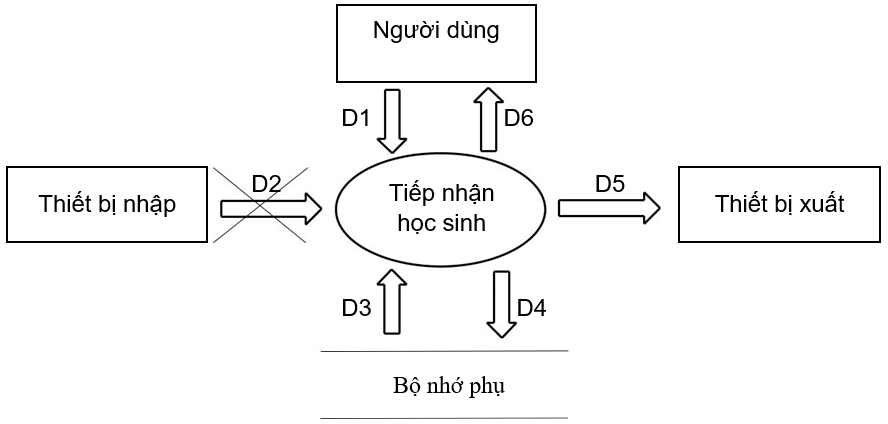 Người dùng
D1
D6
Thiết bị nhập
D2
Tiếp nhận
học sinh
D5
Thiết bị xuất
D3
D4
Bộ nhớ phụ